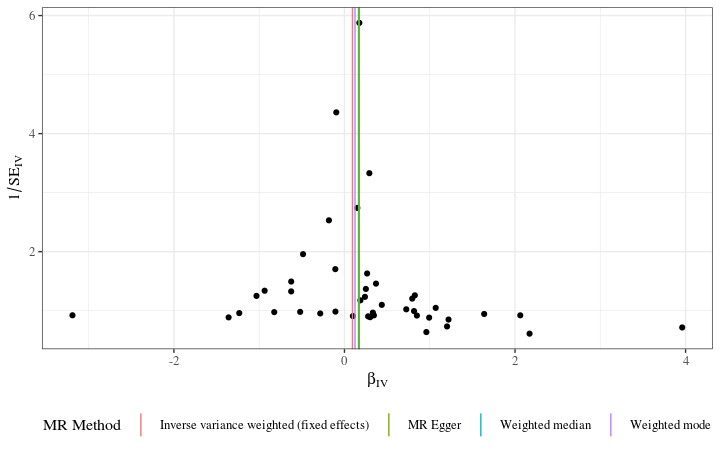 6
4
2
1/SE_IV
-2
0
2
4
β_IV
MR Method Inverse variance weighted (fixed effects) MR Egger Weighted median Weighted mode